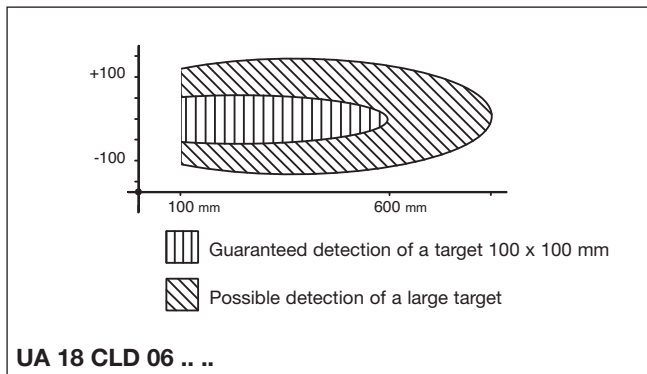 +100
-100
100 mm 600 mm
Guaranteed detection of a target 100 x 100 mm
Possible detection of a large target
UA 18 CLD 06 .. ..